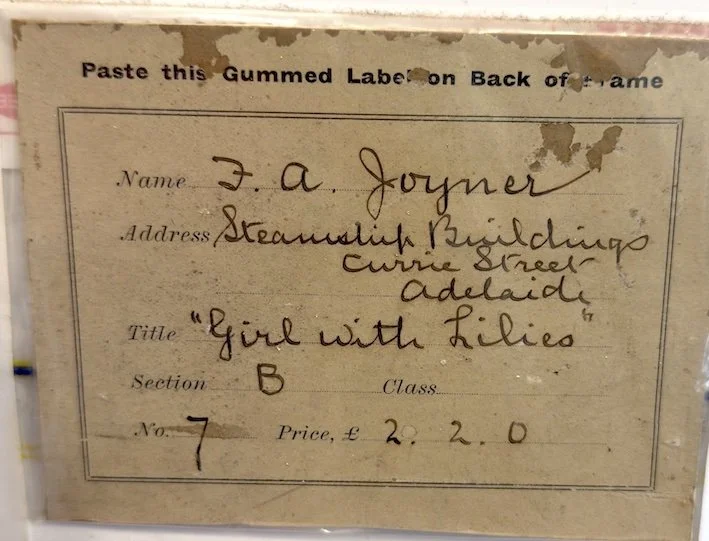 Paste this Gummed Label on Back of Frame
Name F. A. Joyner
Address Steamship Buildings
Currie Street
Adelaide
Title "Girl with Lilies"
Section B Class
No. 7 Price, £ 2. 2. 0